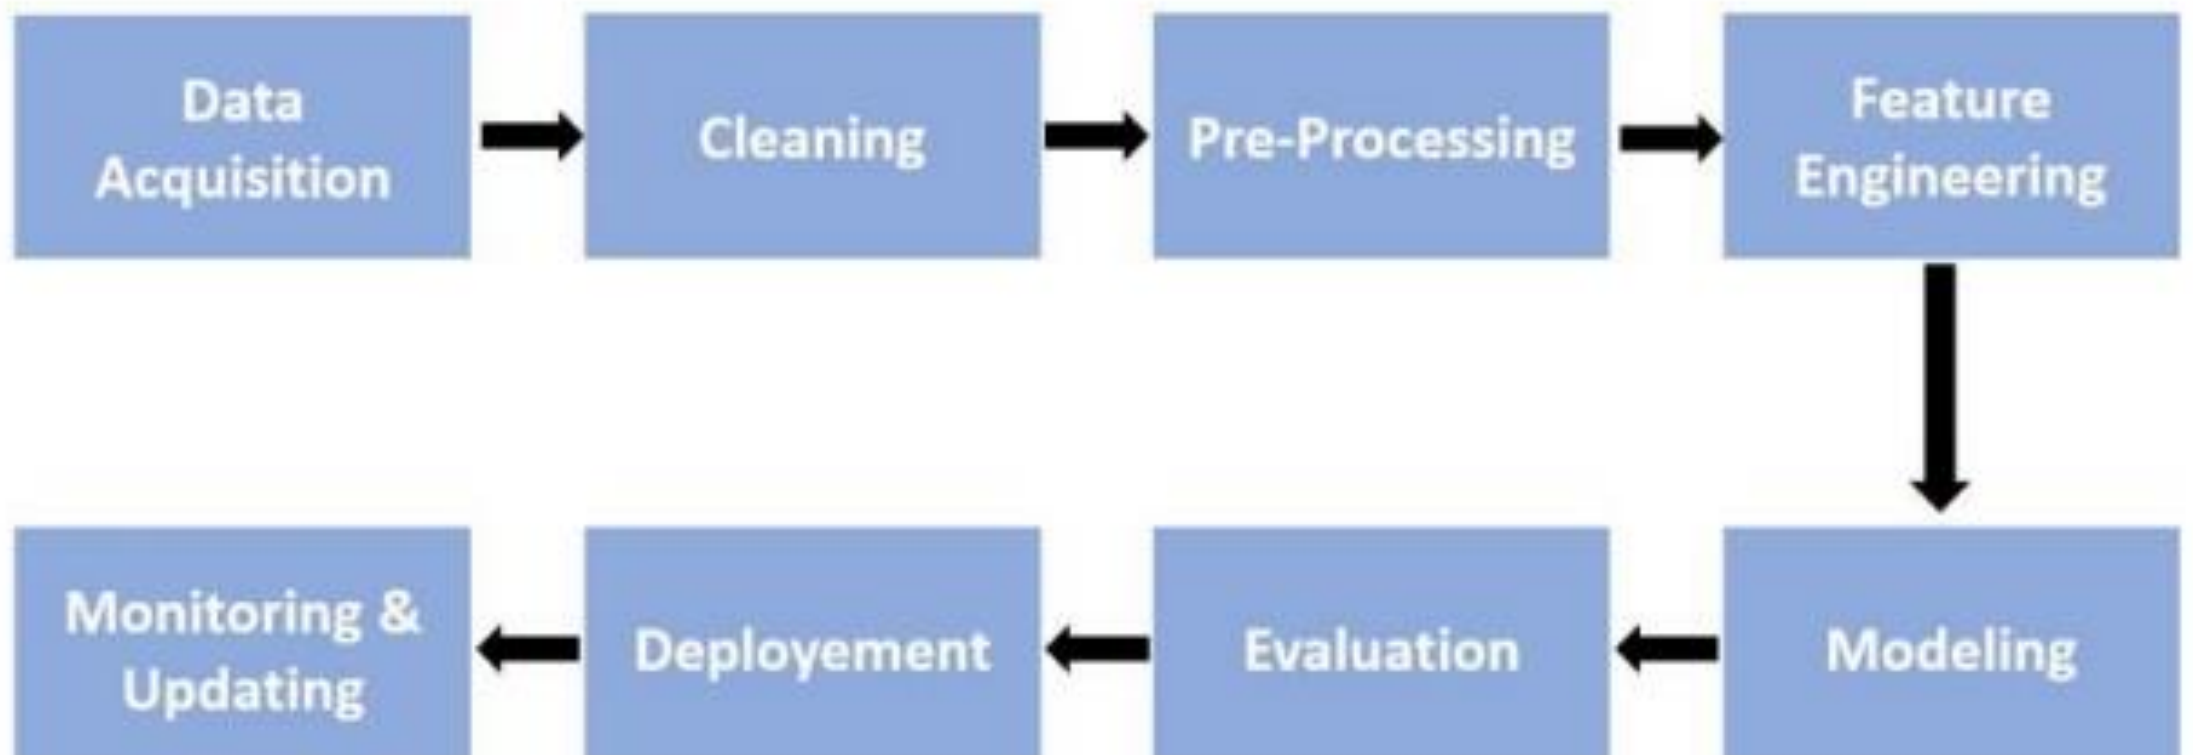 Data
Acquisition
Cleaning
Pre-Processing
Feature
Engineering
Modeling
Evaluation
Deployement
Monitoring &
Updating